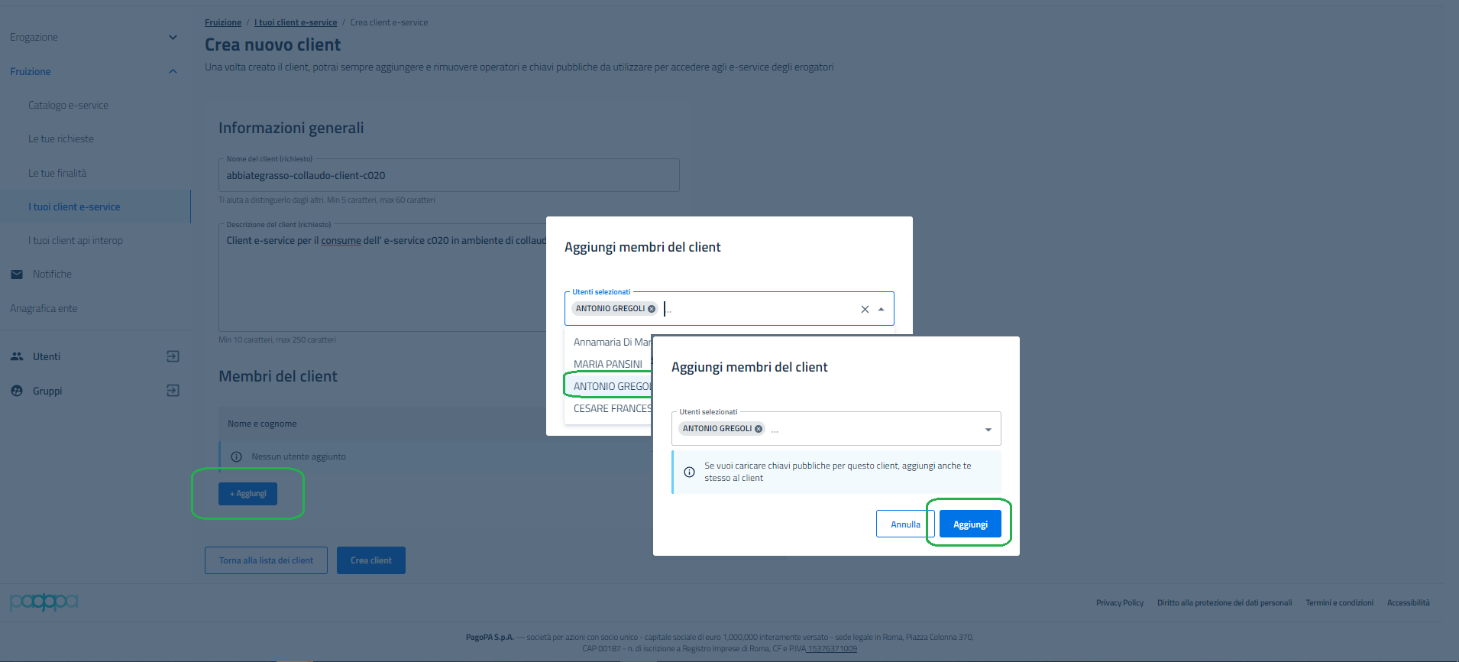 Fruizione / I tuoi client e-service / Crea client e-service
Crea nuovo client
Una volta creato il client, potrai sempre aggiungere e rimuovere operatori e chiavi pubbliche da utilizzare per accedere agli e-service degli erogatori
Erogazione
Fruizione
Catalogo e-service
Le tue richieste
Le tue finalità
I tuoi client e-service
I tuoi client api interop
Notifiche
Anagrafica ente
Utenti
Gruppi
Informazioni generali
Nome del client (richiesto)
abbiategrasso-collaudo-client-c020
Ti aiuta a distinguerlo dagli altri. Min 5 caratteri, max 60 caratteri
Descrizione del client (richiesto)
Client e-service per il consume dell' e-service c020 in ambiente di collaud
Min 10 caratteri, max 250 caratteri
Membri del client
Nome e cognome
Nessun utente aggiunto
+ Aggiungi
Torna alla lista dei client
Crea client
Aggiungi membri del client
Utenti selezionati
ANTONIO GREGOLI ...
Annamaria Di Mar
MARIA PANSINI
ANTONIO GREGOL
CESARE FRANCES
Aggiungi membri del client
Utenti selezionati
ANTONIO GREGOLI ...
Se vuoi caricare chiavi pubbliche per questo client, aggiungi anche te
stesso al client
Annulla
Aggiungi
pagopa
Privacy Policy Diritto alla protezione dei dati personali Termini e condizioni Accessibilità
PagoPA S.p.A. — società per azioni con socio unico - capitale sociale di euro 1,000,000 interamente versato - sede legale in Roma, Piazza Colonna 370,
CAP 00187 - n. di iscrizione a Registro Imprese di Roma, CF e P.IVA 15376371009